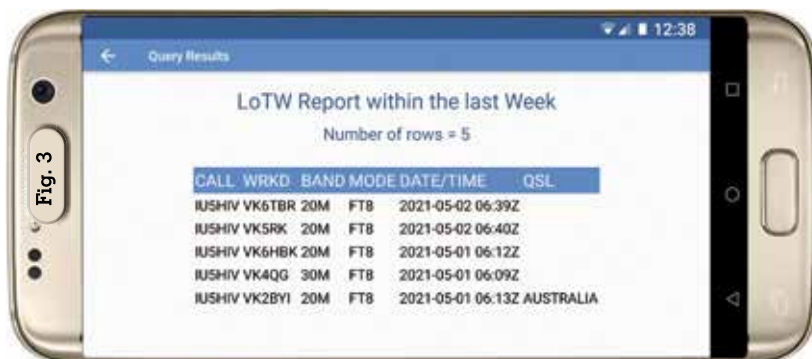 12:38
Query Results
LoTW Report within the last Week
Number of rows = 5
CALL WRKD BAND MODE DATE/TIME QSL
IU5HIV VK6TBR 20M FT8 2021-05-02 06:39Z
IU5HIV VK5RK 20M FT8 2021-05-02 06:40Z
IU5HIV VK6HBK 20M FT8 2021-05-01 06:12Z
IU5HIV VK4QG 30M FT8 2021-05-01 06:09Z
IU5HIV VK2BYI 20M FT8 2021-05-01 06:13Z AUSTRALIA
Fig. 3